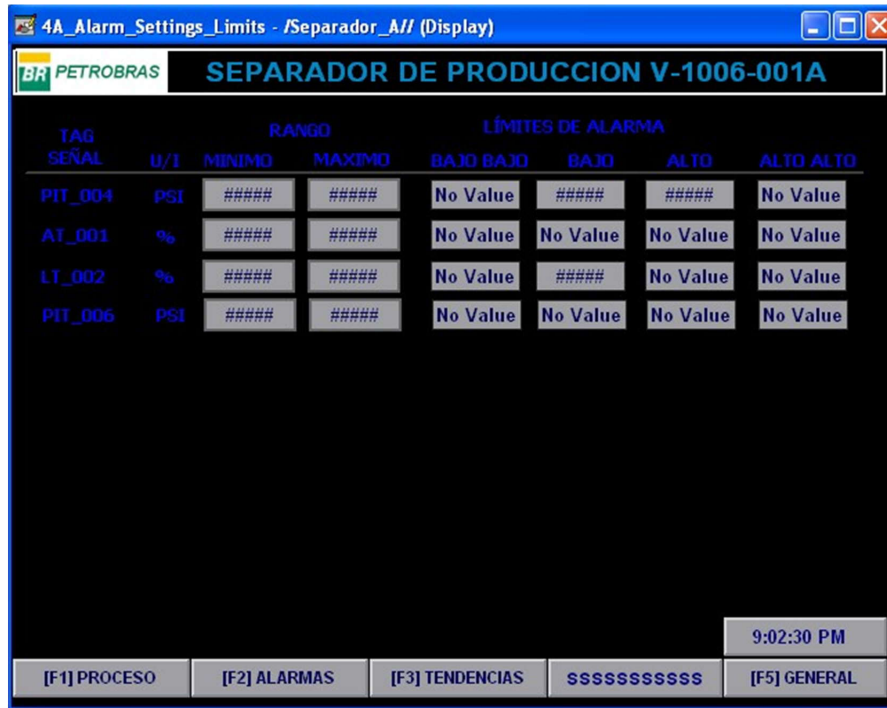 4A_Alarm_Settings_Limits - /Separador_A// (Display)
BR PETROBRAS SEPARADOR DE PRODUCCION V-1006-001A
RANGO LÍMITES DE ALARMA
TAG
SEÑAL U/I MINIMO MAXIMO BAJO BAJO BAJO ALTO ALTO ALTO
PIT_004 PSI ##### ##### No Value ##### ##### No Value
AT_001 % ##### ##### No Value No Value No Value No Value
LT_002 % ##### ##### No Value ##### No Value No Value
PIT_006 PSI ##### ##### No Value No Value No Value No Value
9:02:30 PM
[F1] PROCESO [F2] ALARMAS [F3] TENDENCIAS SSSSSSSSSSS [F5] GENERAL